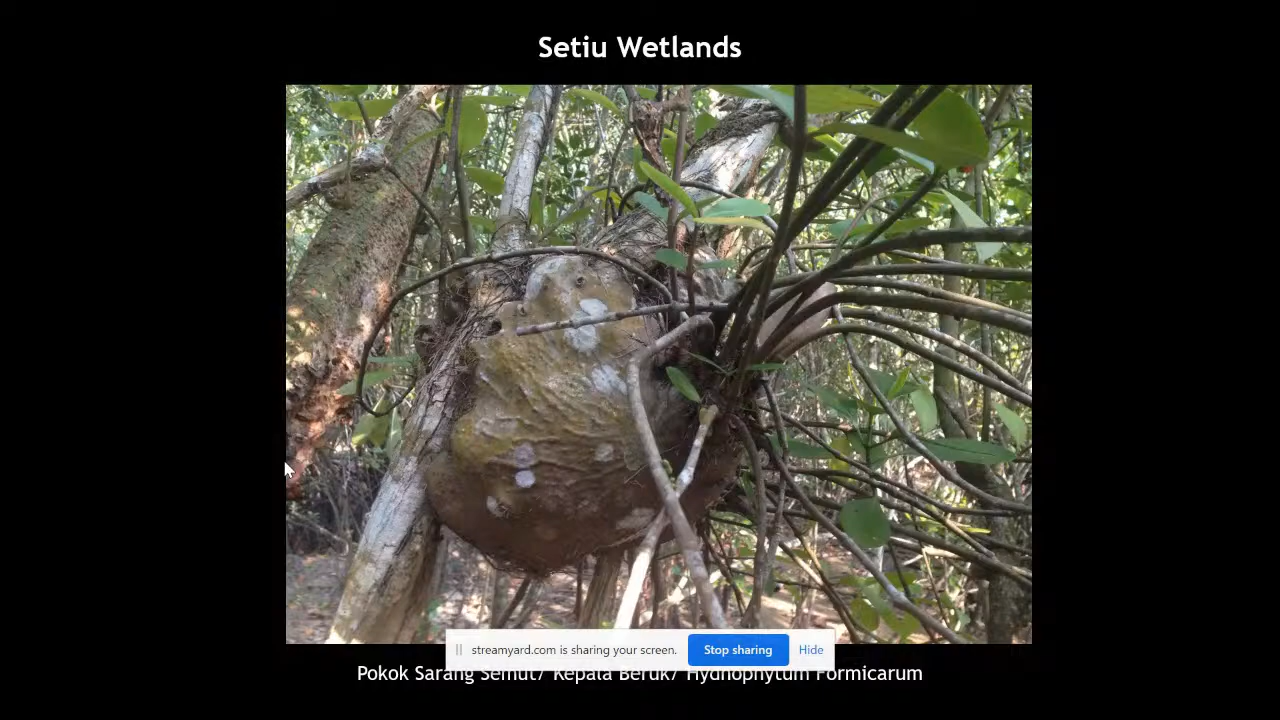 Setiu Wetlands
streamyard.com is sharing your screen.
Stop sharing
Hide
Pokok Sarang Semut/ Kepala Beruk/ Hydnophytum Formicarum